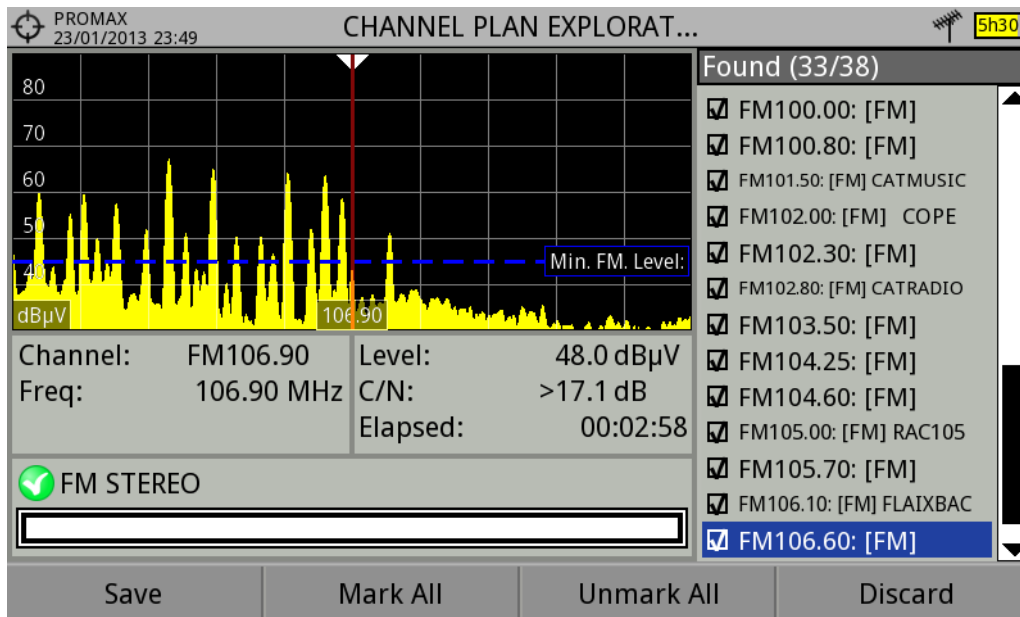 PROMAX
23/01/2013 23:49
CHANNEL PLAN EXPLORAT...
5h30
80
70
60
50
40
Min. FM. Level:
dBµV
106.90
Channel: FM106.90
Freq: 106.90 MHz
Level: 48.0 dBµV
C/N: >17.1 dB
Elapsed: 00:02:58
FM STEREO
Found (33/38)
FM100.00: [FM]
FM100.80: [FM]
FM101.50: [FM] CATMUSIC
FM102.00: [FM] COPE
FM102.30: [FM]
FM102.80: [FM] CATRADIO
FM103.50: [FM]
FM104.25: [FM]
FM104.60: [FM]
FM105.00: [FM] RAC105
FM105.70: [FM]
FM106.10: [FM] FLAIXBAC
FM106.60: [FM]
Save
Mark All
Unmark All
Discard